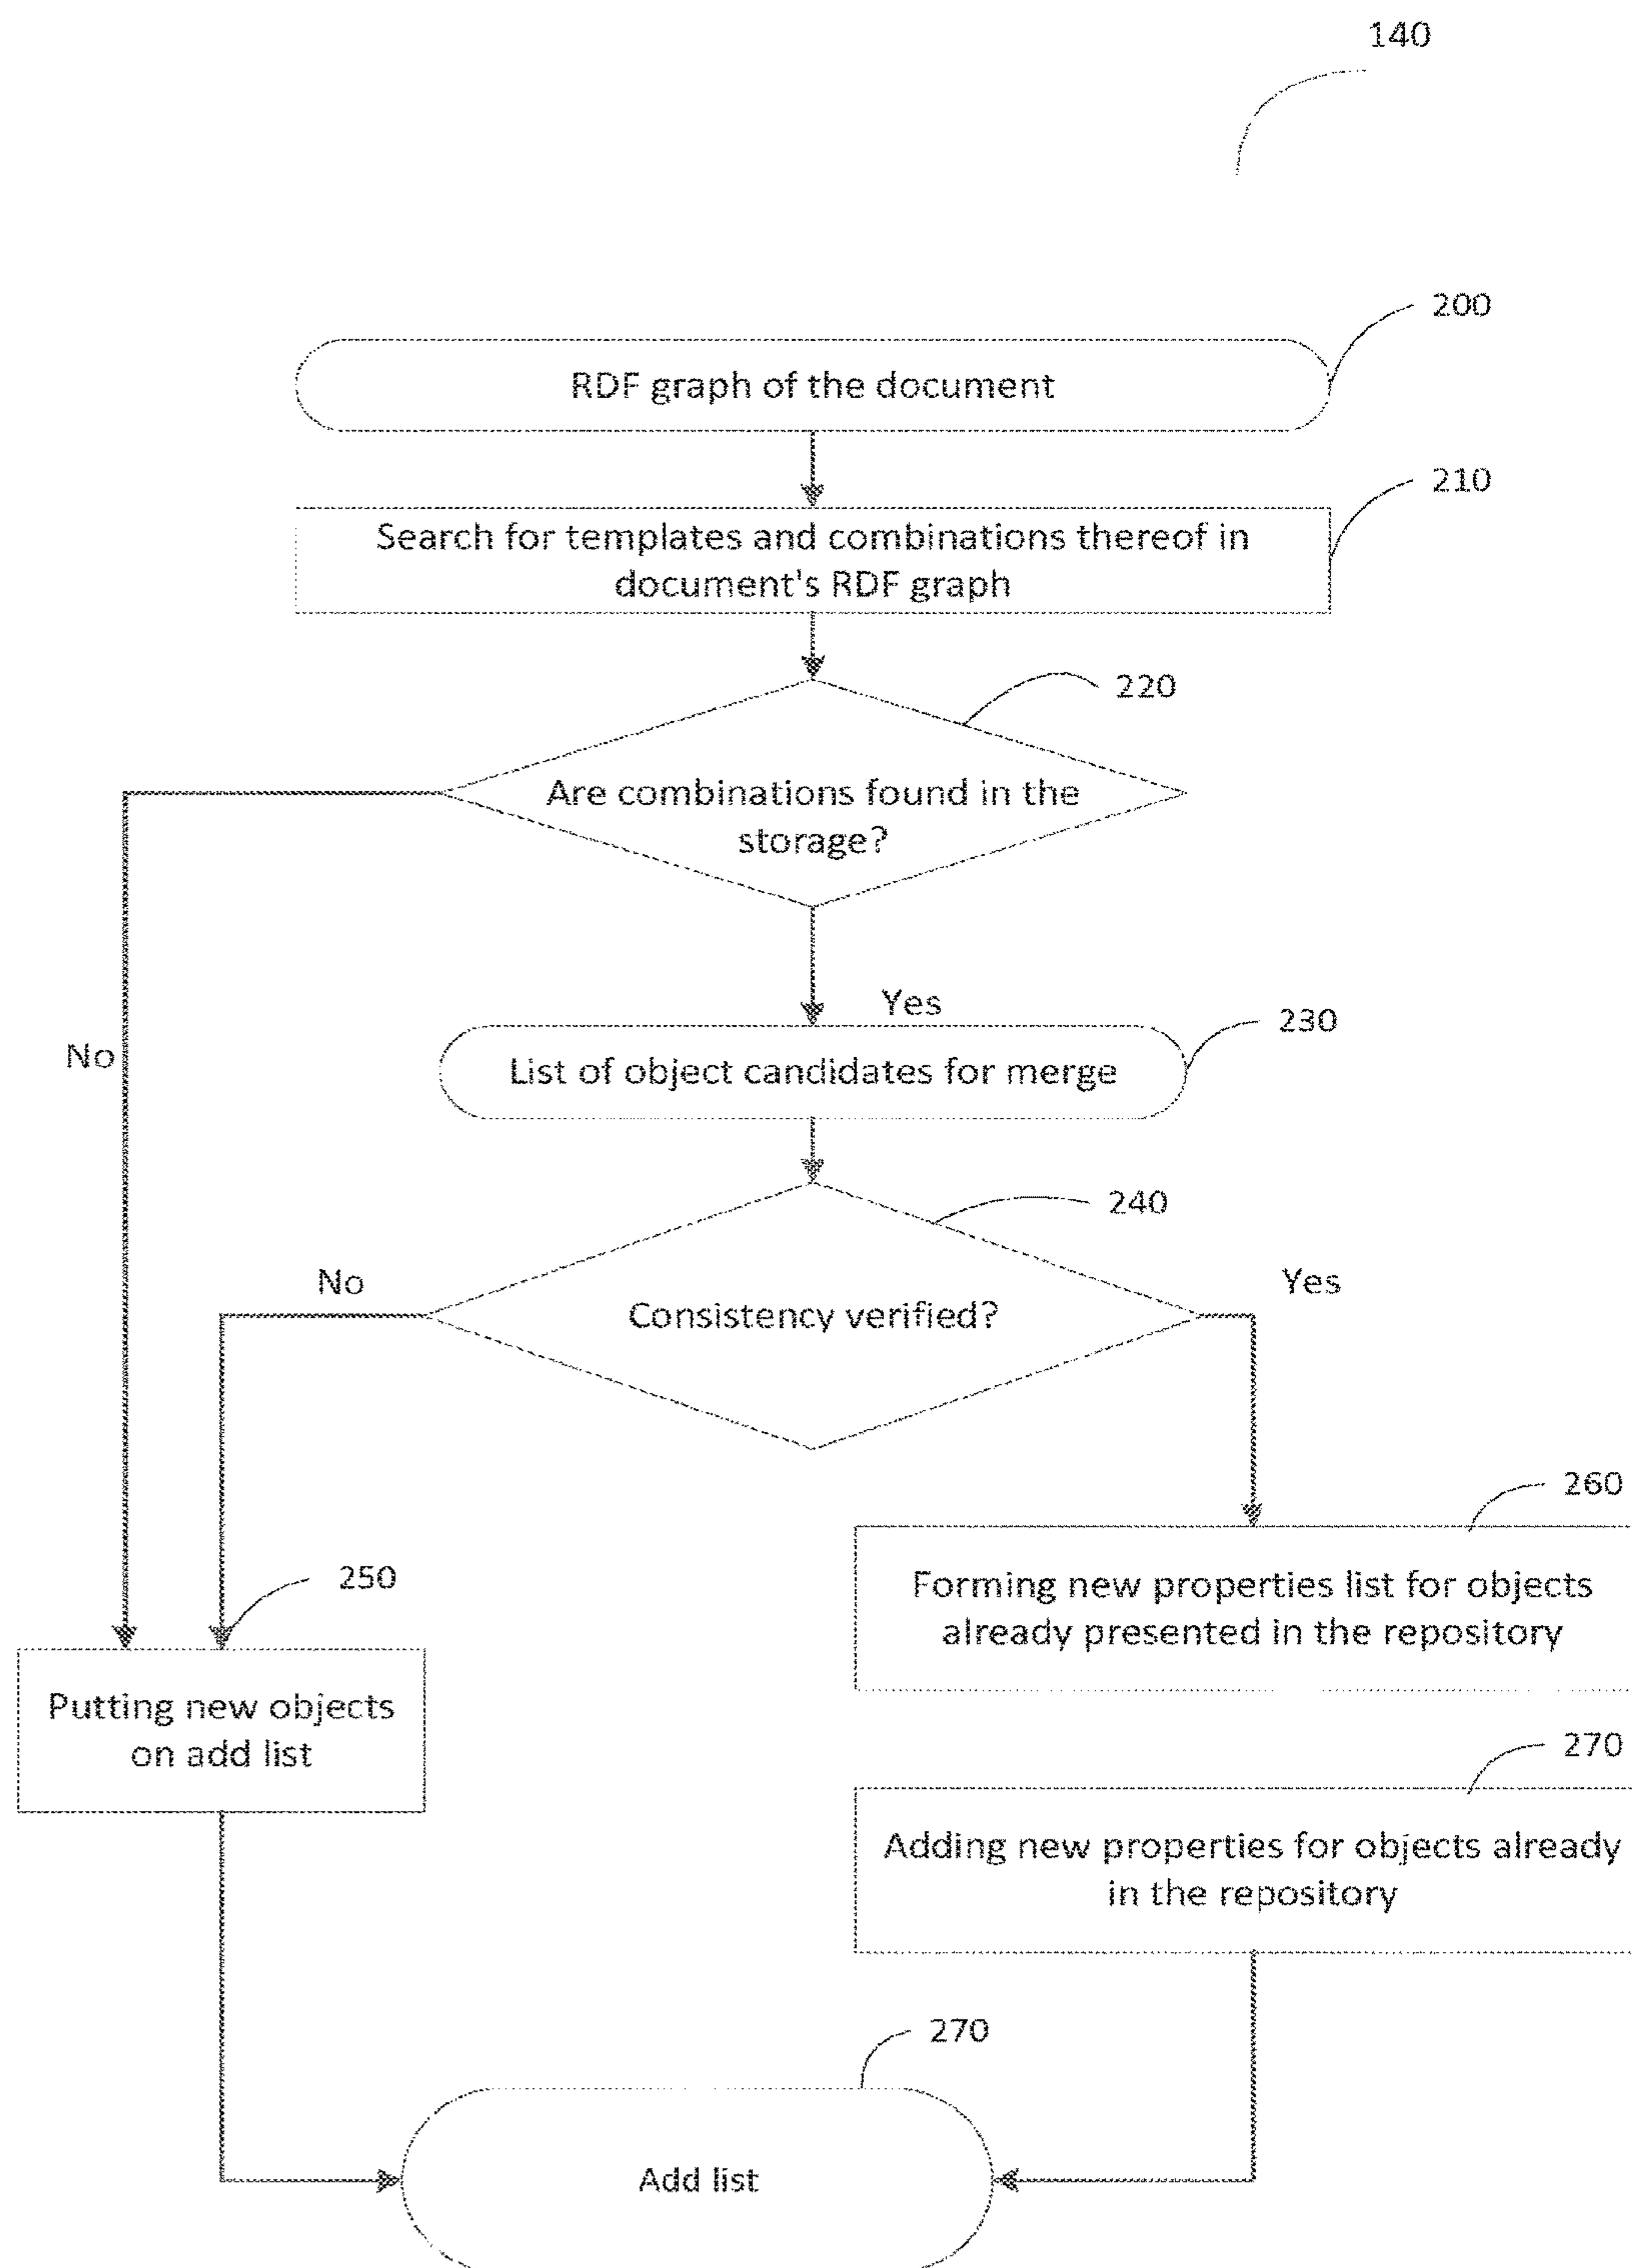 140
200
RDF graph of the document
210
Search for templates and combinations thereof in
document's RDF graph
220
Are combinations found in the
storage?
Yes
No
230
List of object candidates for merge
240
No
Yes
Consistency verified?
260
Forming new properties list for objects
already presented in the repository
250
Putting new objects
on add list
270
Adding new properties for objects already
in the repository
270
Add list